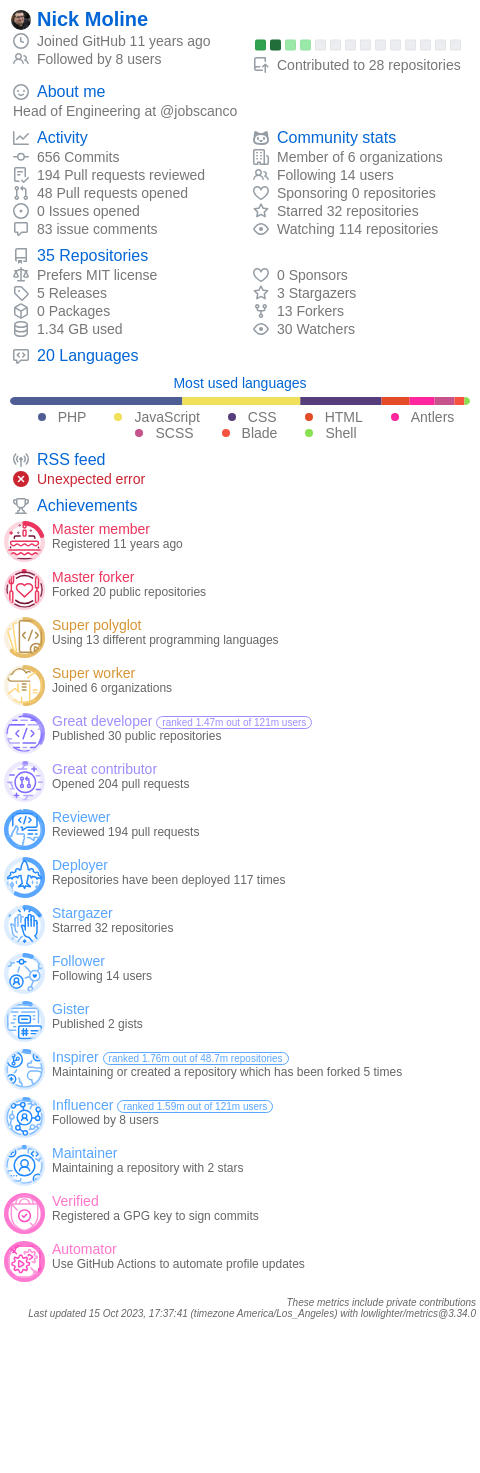 Nick Moline
Joined GitHub 11 years ago
Followed by 8 users
Contributed to 28 repositories
About me
Head of Engineering at @jobscanco
Activity
656 Commits
194 Pull requests reviewed
48 Pull requests opened
0 Issues opened
83 issue comments
Community stats
Member of 6 organizations
Following 14 users
Sponsoring 0 repositories
Starred 32 repositories
Watching 114 repositories
35 Repositories
Prefers MIT license
5 Releases
0 Packages
1.34 GB used
0 Sponsors
3 Stargazers
13 Forkers
30 Watchers
20 Languages
Most used languages
PHP JavaScript CSS HTML Antlers
SCSS Blade Shell
RSS feed
Unexpected error
Achievements
Master member
Registered 11 years ago
Master forker
Forked 20 public repositories
Super polyglot
Using 13 different programming languages
Super worker
Joined 6 organizations
Great developer ranked 1.47m out of 121m users
Published 30 public repositories
Great contributor
Opened 204 pull requests
Reviewer
Reviewed 194 pull requests
Deployer
Repositories have been deployed 117 times
Stargazer
Starred 32 repositories
Follower
Following 14 users
Gister
Published 2 gists
Inspirer ranked 1.76m out of 48.7m repositories
Maintaining or created a repository which has been forked 5 times
Influencer ranked 1.59m out of 121m users
Followed by 8 users
Maintainer
Maintaining a repository with 2 stars
Verified
Registered a GPG key to sign commits
Automator
Use GitHub Actions to automate profile updates
These metrics include private contributions
Last updated 15 Oct 2023, 17:37:41 (timezone America/Los_Angeles) with lowlighter/metrics@3.34.0